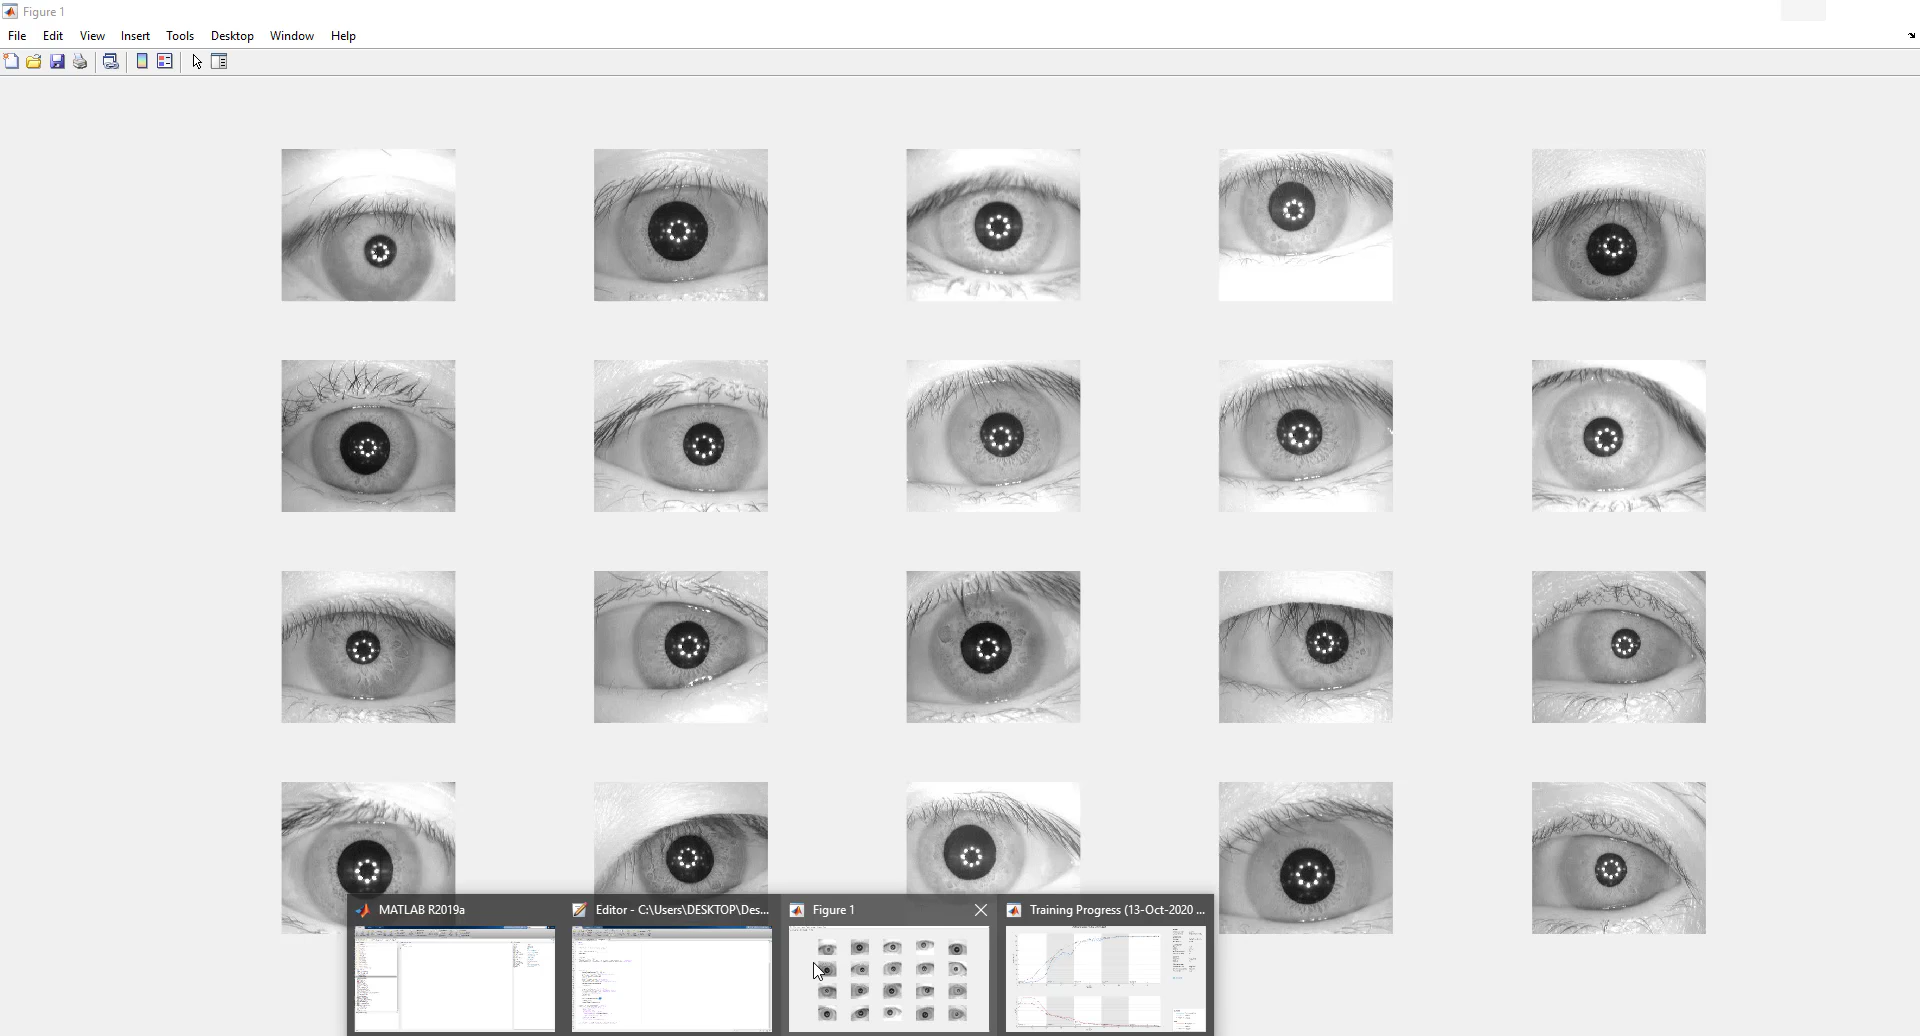 Figure 1
File Edit View Insert Tools Desktop Window Help
MATLAB R2019a
Editor - C:\Users\DESKTOP\Des...
Figure 1
Training Progress (13-Oct-2020 ...